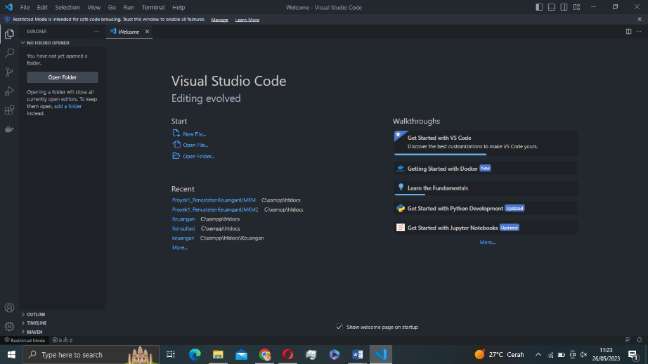 File Edit Selection View Go Run Terminal Help
Welcome - Visual Studio Code
Restricted Mode is intended for safe code browsing. Trust this window to enable all features. Manage Learn More
EXPLORER
Welcome
NO FOLDER OPENED
You have not yet opened a
folder.
Open Folder
Opening a folder will close all
currently open editors. To keep
them open, add a folder
instead.
OUTLINE
TIMELINE
MAVEN
Visual Studio Code
Editing evolved
Start
New File...
Open File...
Open Folder...
Recent
Proyek1_PencatatanKeuanganUMKM C:\xampp\htdocs
Proyek1_PencatatanKeuanganUMKM2 C:\xampp\htdocs
Keuangan C:\xampp\htdocs
Konsultasi C:\xampp\htdocs
keuangan C:\xampp\htdocs\Keuangan
More...
Walkthroughs
Get Started with VS Code
Discover the best customizations to make VS Code yours.
Getting Started with Docker New
Learn the Fundamentals
Get Started with Python Development Updated
Get Started with Jupyter Notebooks Updated
More...
Show welcome page on startup
Restricted Mode 0 0
Type here to search
27°C Cerah
11:23
26/05/2023